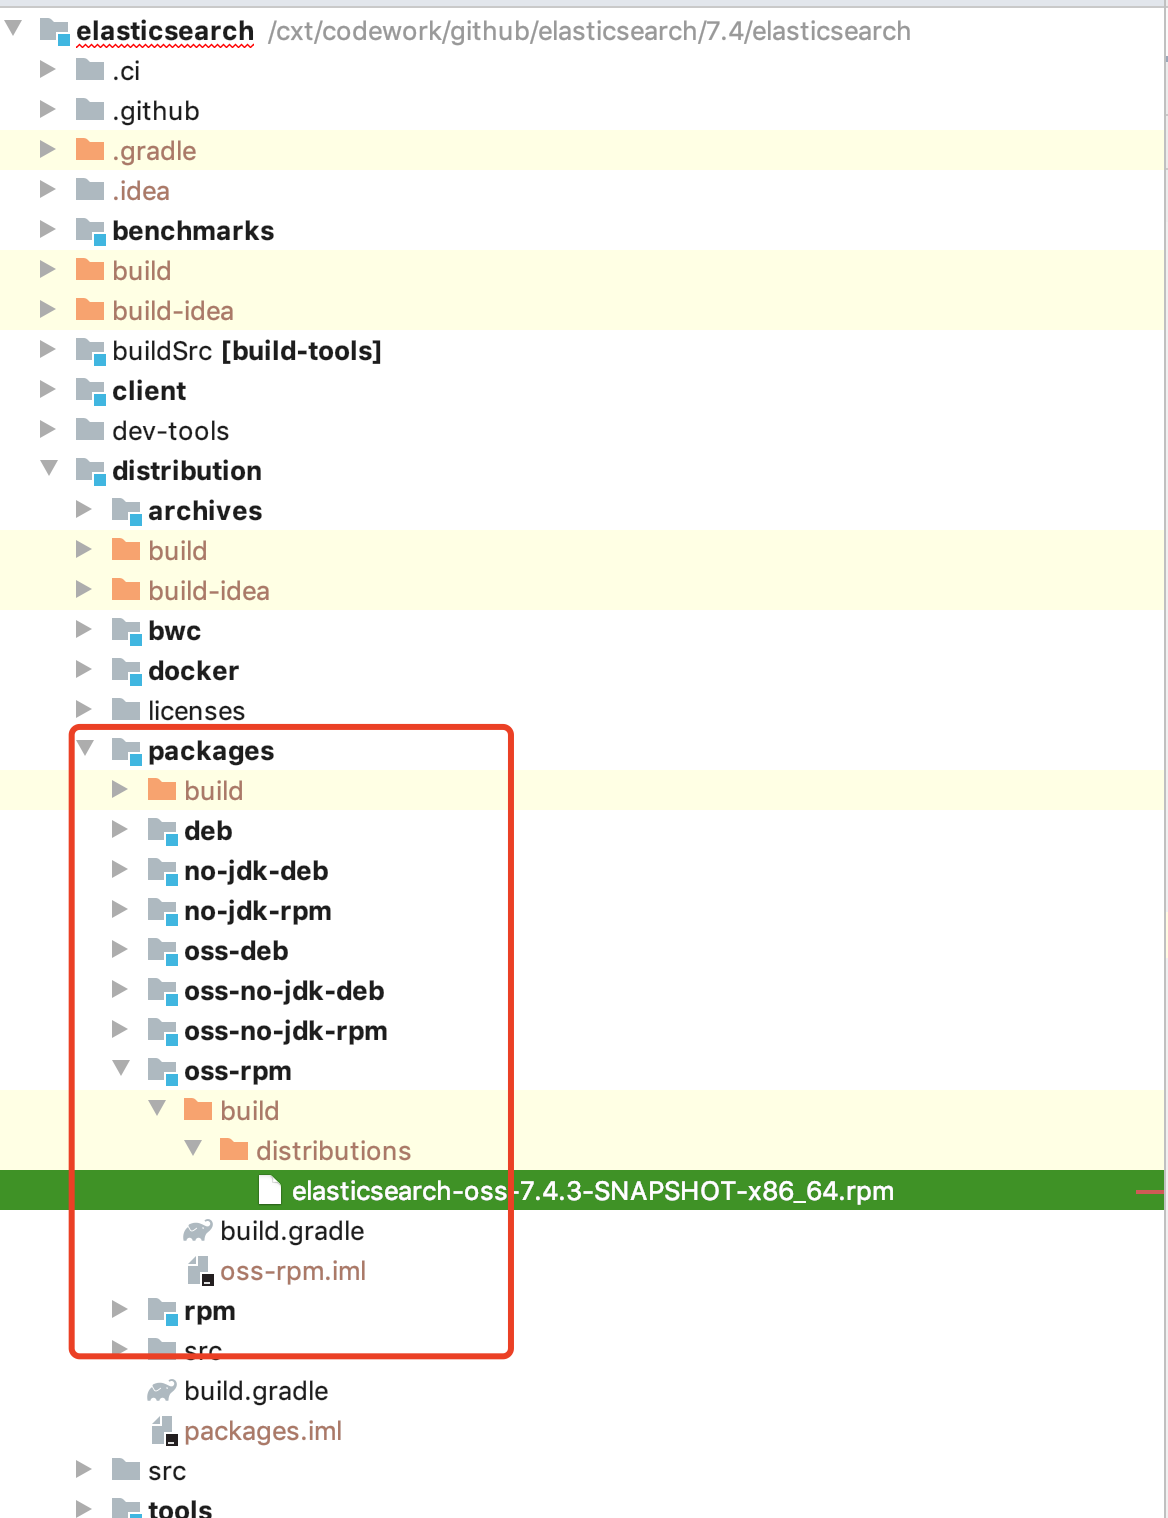 elasticsearch /cxt/codework/github/elasticsearch/7.4/elasticsearch
.ci
.github
.gradle
.idea
benchmarks
build
build-idea
buildSrc [build-tools]
client
dev-tools
distribution
archives
build
build-idea
bwc
docker
licenses
packages
build
deb
no-jdk-deb
no-jdk-rpm
oss-deb
oss-no-jdk-deb
oss-no-jdk-rpm
oss-rpm
build
distributions
elasticsearch-oss-7.4.3-SNAPSHOT-x86_64.rpm
build.gradle
oss-rpm.iml
rpm
src
build.gradle
packages.iml
src
tools